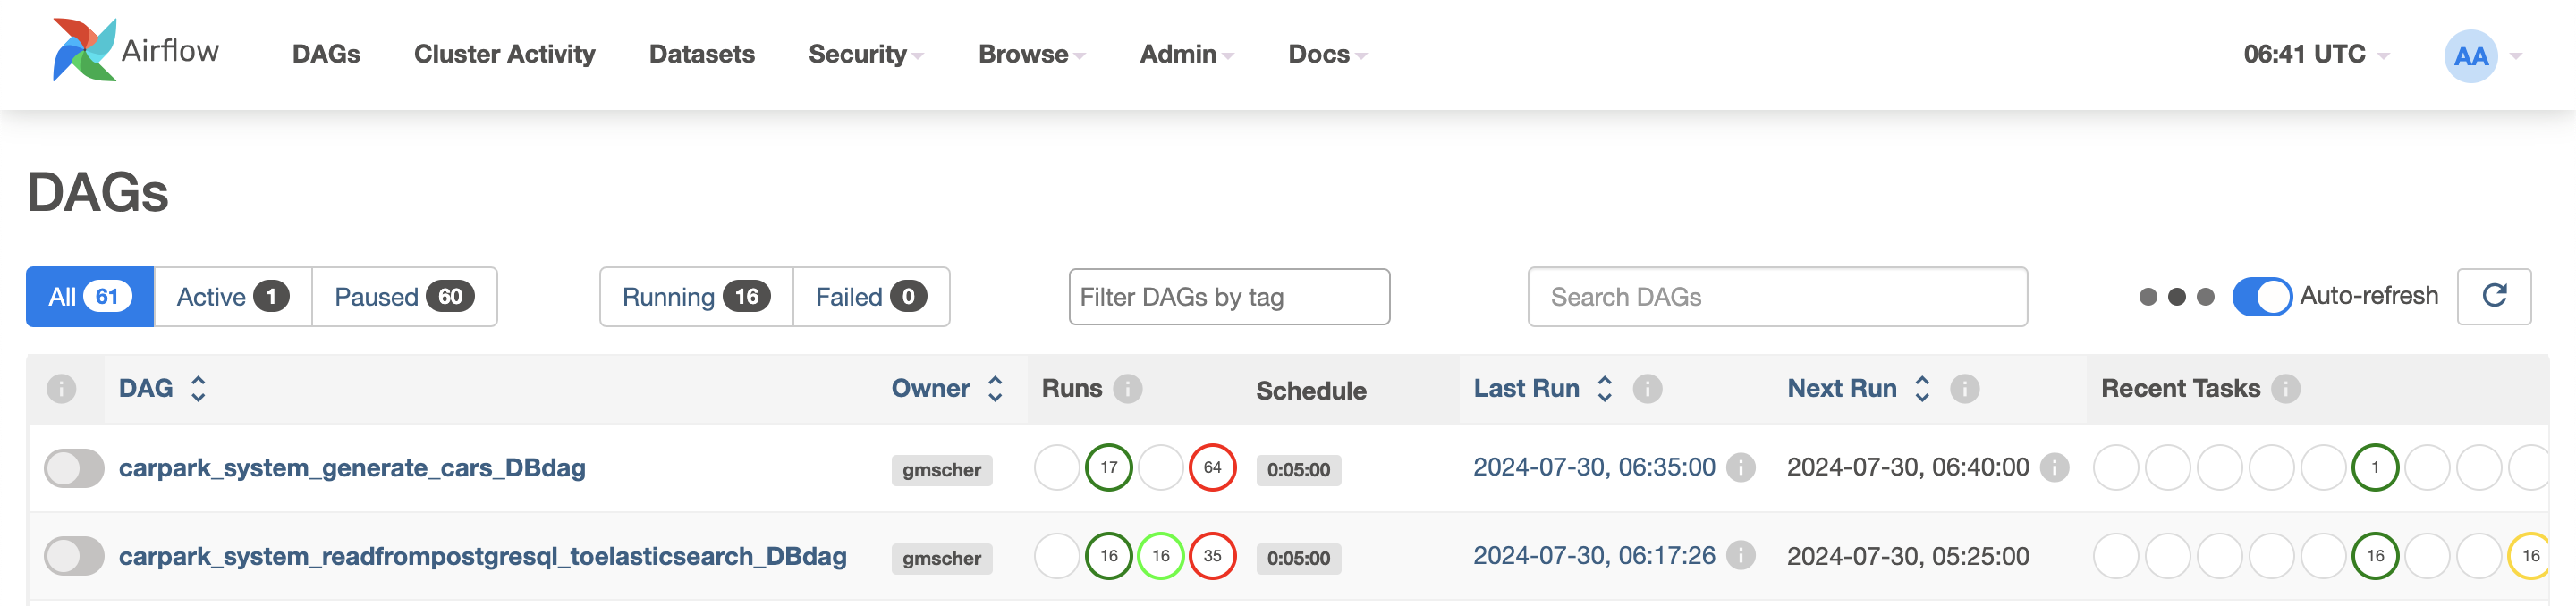 Airflow DAGs Cluster Activity Datasets Security Browse Admin Docs 06:41 UTC AA
DAGs
All 61 Active 1 Paused 60 Running 16 Failed 0 Filter DAGs by tag Search DAGs Auto-refresh
i DAG Owner Runs i Schedule Last Run i Next Run i Recent Tasks i
carpark_system_generate_cars_DBdag gmscher 17 64 0:05:00 2024-07-30, 06:35:00 i 2024-07-30, 06:40:00 i 1
carpark_system_readfrompostgresql_toelasticsearch_DBdag gmscher 16 16 35 0:05:00 2024-07-30, 06:17:26 i 2024-07-30, 05:25:00 16 16